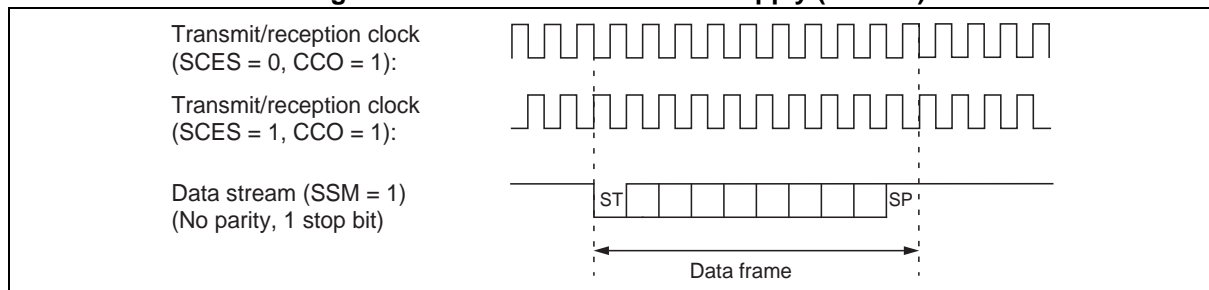 Transmit/reception clock
(SCES = 0, CCO = 1):
Transmit/reception clock
(SCES = 1, CCO = 1):
Data stream (SSM = 1)
(No parity, 1 stop bit)
ST
SP
Data frame